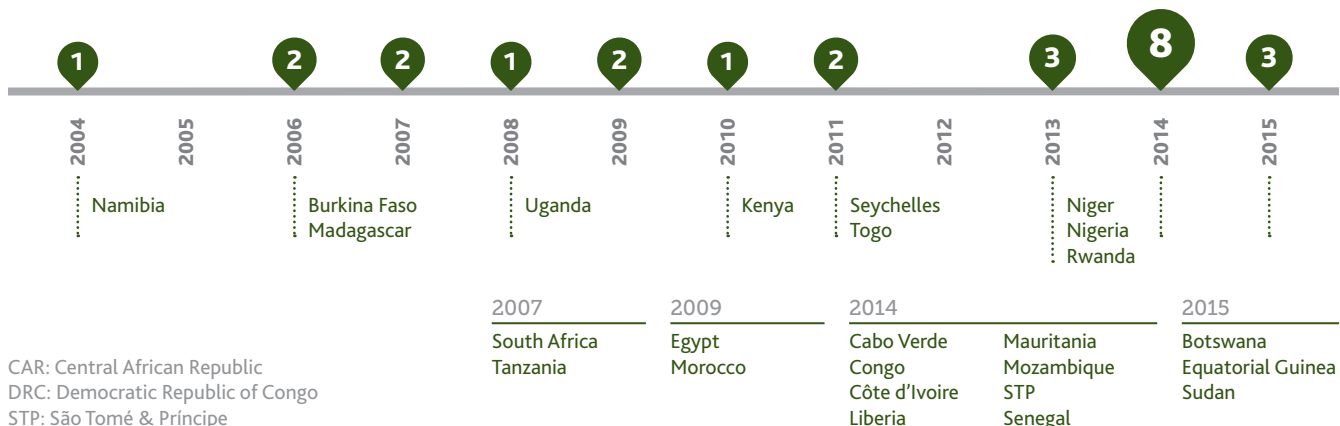 1 2 2 1 2 1 2 3 8 3
2004 2005 2006 2007 2008 2009 2010 2011 2012 2013 2014 2015
Namibia
Burkina Faso
Madagascar
Uganda
Kenya
Seychelles
Togo
Niger
Nigeria
Rwanda
2007
South Africa
Tanzania
2009
Egypt
Morocco
2014
Cabo Verde
Congo
Côte d'Ivoire
Liberia
Mauritania
Mozambique
STP
Senegal
2015
Botswana
Equatorial Guinea
Sudan
CAR: Central African Republic
DRC: Democratic Republic of Congo
STP: São Tomé & Príncipe